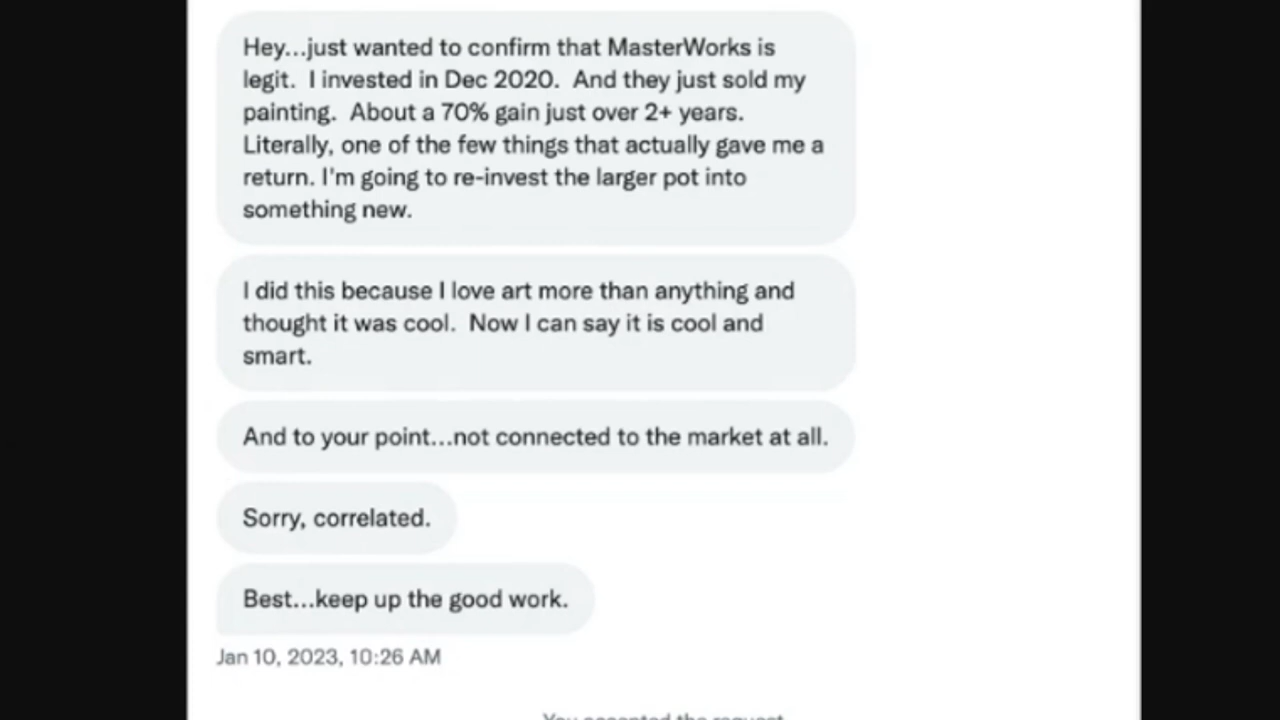 Hey...just wanted to confirm that MasterWorks is
legit.  I invested in Dec 2020.  And they just sold my
painting.  About a 70% gain just over 2+ years.
Literally, one of the few things that actually gave me a
return. I'm going to re-invest the larger pot into
something new.
I did this because I love art more than anything and
thought it was cool.  Now I can say it is cool and
smart.
And to your point...not connected to the market at all.
Sorry, correlated.
Best...keep up the good work.
Jan 10, 2023, 10:26 AM
You accepted the request